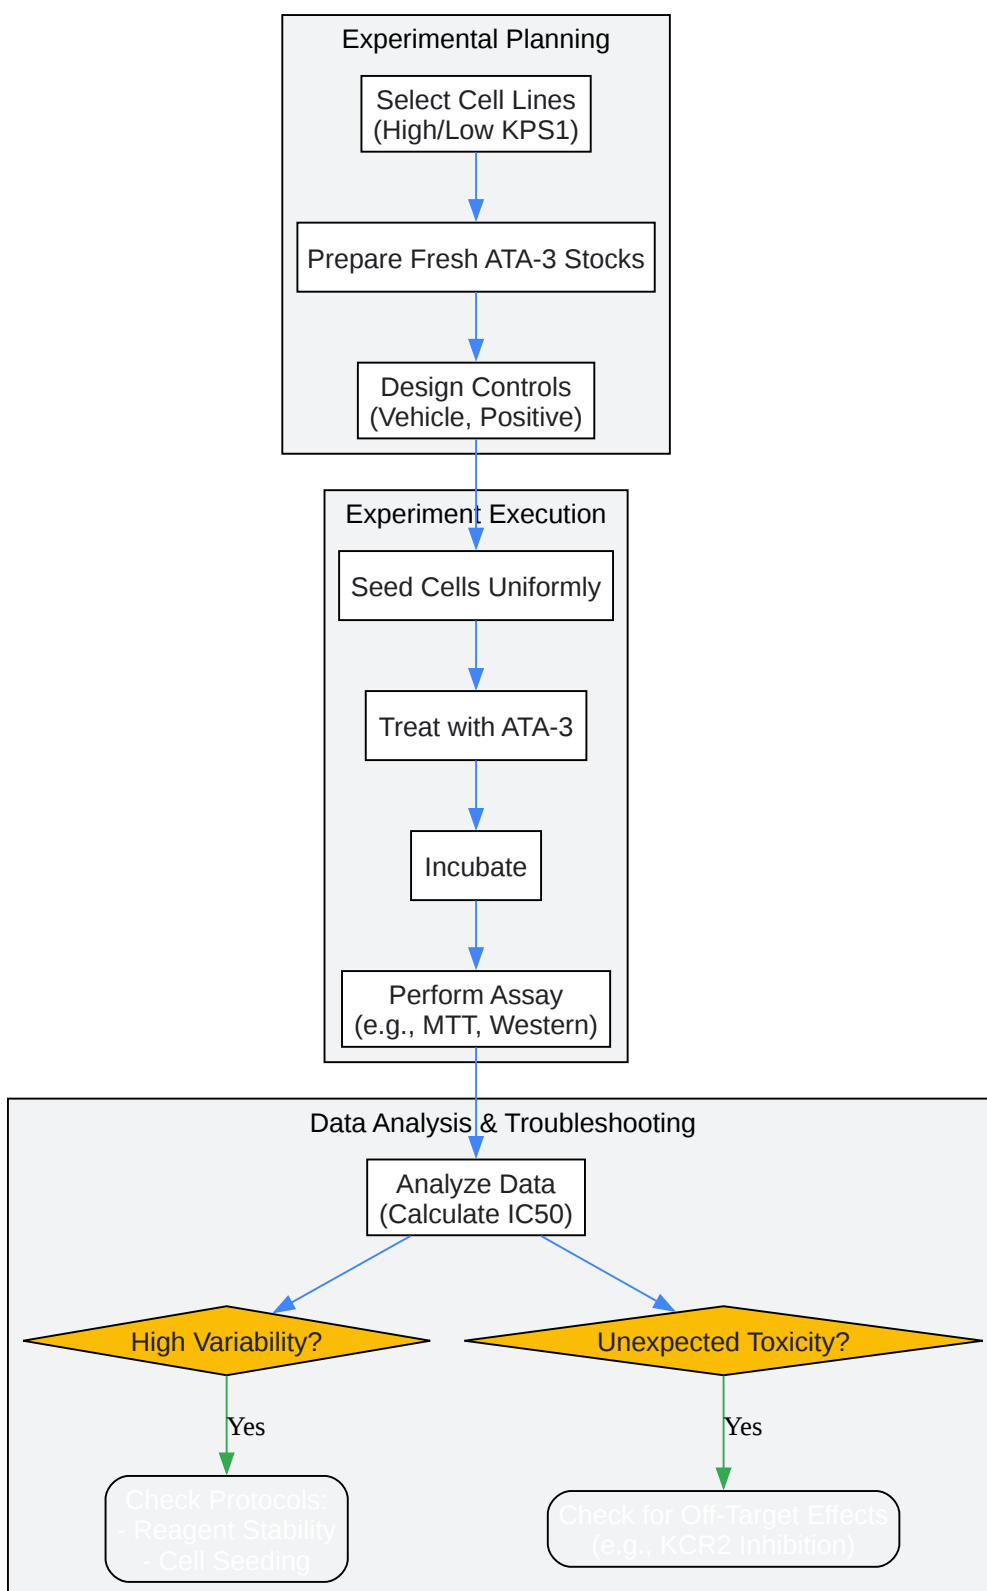 Experimental Planning
Select Cell Lines
(High/Low KPS1)
Prepare Fresh ATA-3 Stocks
Design Controls
(Vehicle, Positive)
Experiment Execution
Seed Cells Uniformly
Treat with ATA-3
Incubate
Perform Assay
(e.g., MTT, Western)
Data Analysis & Troubleshooting
Analyze Data
(Calculate IC50)
High Variability?
Unexpected Toxicity?
Yes
Yes
Check Protocols:
- Reagent Stability
- Cell Seeding
Check for Off-Target Effects
(e.g., KCR2 Inhibition)